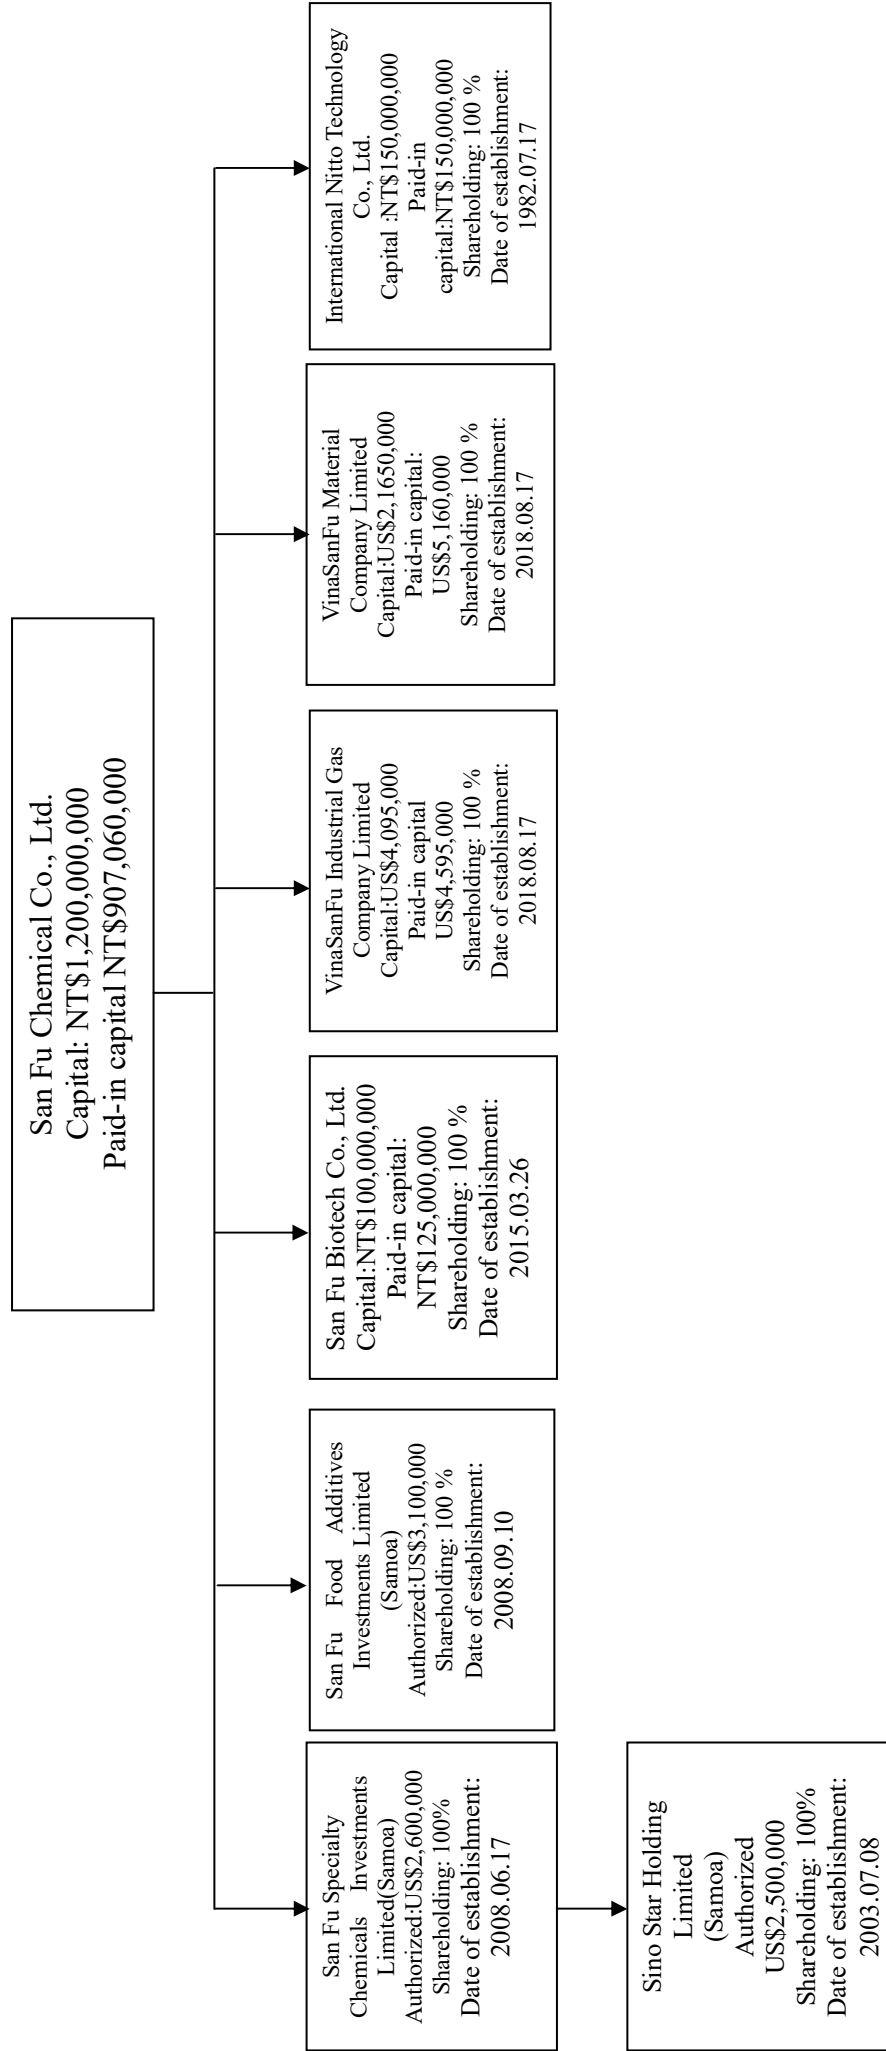 San Fu Chemical Co., Ltd.
Capital: NT$1,200,000,000
Paid-in capital NT$907,060,000
San Fu Specialty
Chemicals Investments
Limited(Samoa)
Authorized:US$2,600,000
Shareholding: 100%
Date of establishment:
2008.06.17
San Fu Food Additives
Investments Limited
(Samoa)
Authorized:US$3,100,000
Shareholding: 100 %
Date of establishment:
2008.09.10
San Fu Biotech Co., Ltd.
Capital:NT$100,000,000
Paid-in capital:
NT$125,000,000
Shareholding: 100 %
Date of establishment:
2015.03.26
VinaSanFu Industrial Gas
Company Limited
Capital:US$4,095,000
Paid-in capital
US$4,595,000
Shareholding: 100 %
Date of establishment:
2018.08.17
VinaSanFu Material
Company Limited
Capital:US$2,1650,000
Paid-in capital:
US$5,160,000
Shareholding: 100 %
Date of establishment:
2018.08.17
International Nitto Technology
Co., Ltd.
Capital :NT$150,000,000
Paid-in
capital:NT$150,000,000
Shareholding: 100 %
Date of establishment:
1982.07.17
Sino Star Holding
Limited
(Samoa)
Authorized
US$2,500,000
Shareholding: 100%
Date of establishment:
2003.07.08